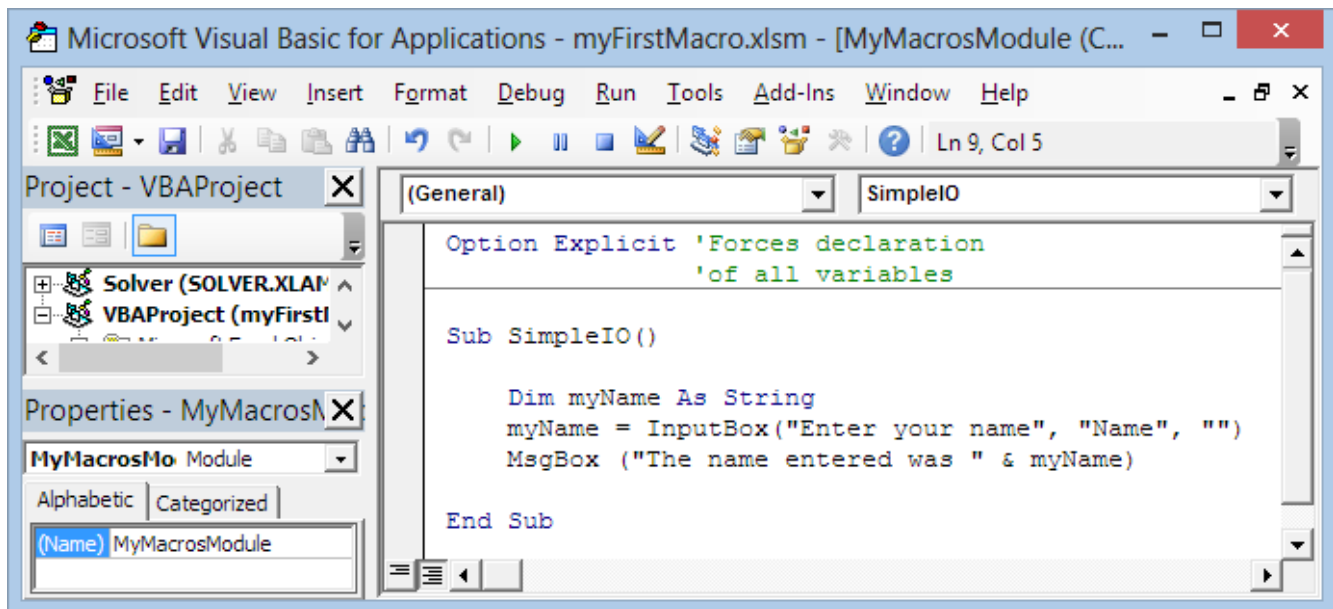 Microsoft Visual Basic for Applications - myFirstMacro.xlsm - [MyMacrosModule (C...
File Edit View Insert Format Debug Run Tools Add-Ins Window Help
Ln 9, Col 5
Project - VBAProject
(General) SimpleIO
Solver (SOLVER.XLAM
VBAProject (myFirst
Properties - MyMacrosM
MyMacrosMo Module
Alphabetic Categorized
(Name) MyMacrosModule
Option Explicit 'Forces declaration
'of all variables
Sub SimpleIO()
Dim myName As String
myName = InputBox("Enter your name", "Name", "")
MsgBox ("The name entered was " & myName)
End Sub